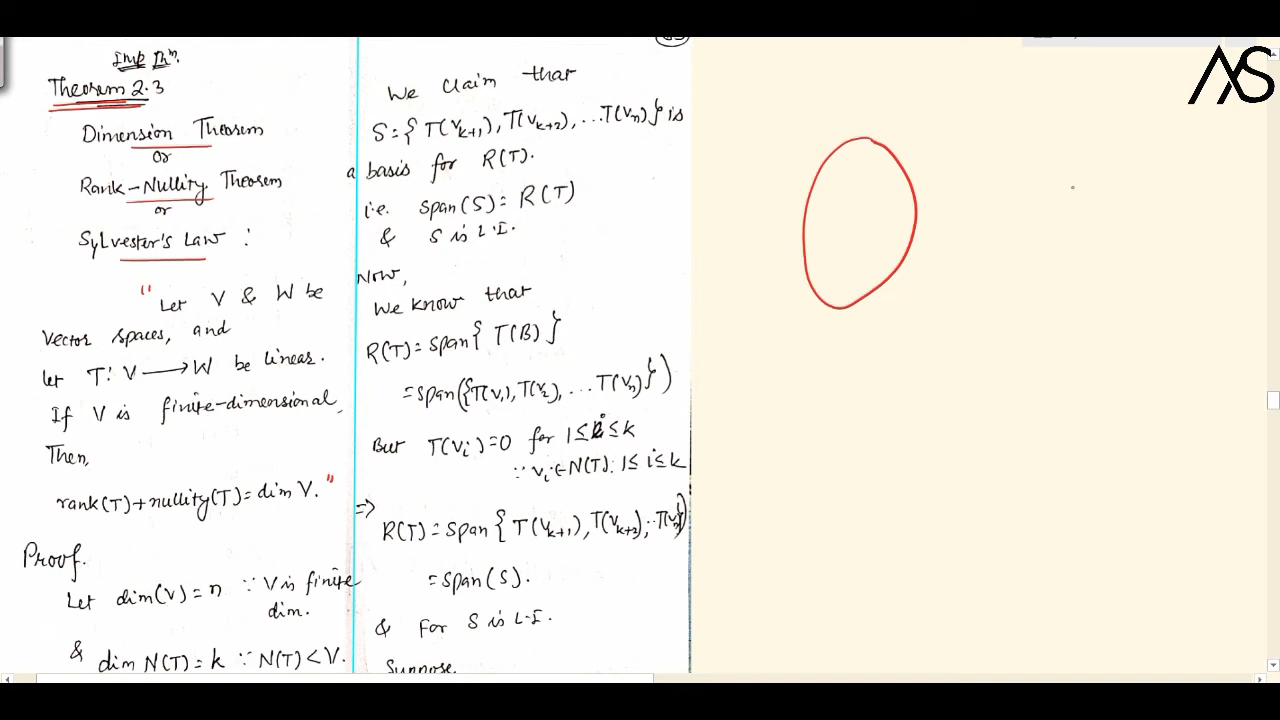 Imp Thm.
Theorem 2.3
Dimension Theorem
or
Rank-Nullity Theorem
or
Sylvester's Law :
"Let V & W be
vector spaces, and
let T: V → W be linear.
If V is finite-dimensional,
Then,
rank(T)+nullity(T)=dim V."
Proof.
Let dim(V)=n ∵ V is finite
dim.
& dim N(T)=k ∵ N(T)<V.
We claim that
S={T(v_{k+1}), T(v_{k+2}), ...T(v_n)} is
a basis for R(T).
i.e. span(S)=R(T)
& S is L.I.
Now,
We know that
R(T)=span{T(B)}
=span({T(v_1), T(v_2), ...T(v_n)})
But T(v_i)=0 for 1≤i≤k
∵ v_i∈N(T): 1≤i≤k
⇒
R(T)=span{T(v_{k+1}), T(v_{k+2}), ..T(v_n)}
=span(S).
& For S is L.I.
Suppose
AS